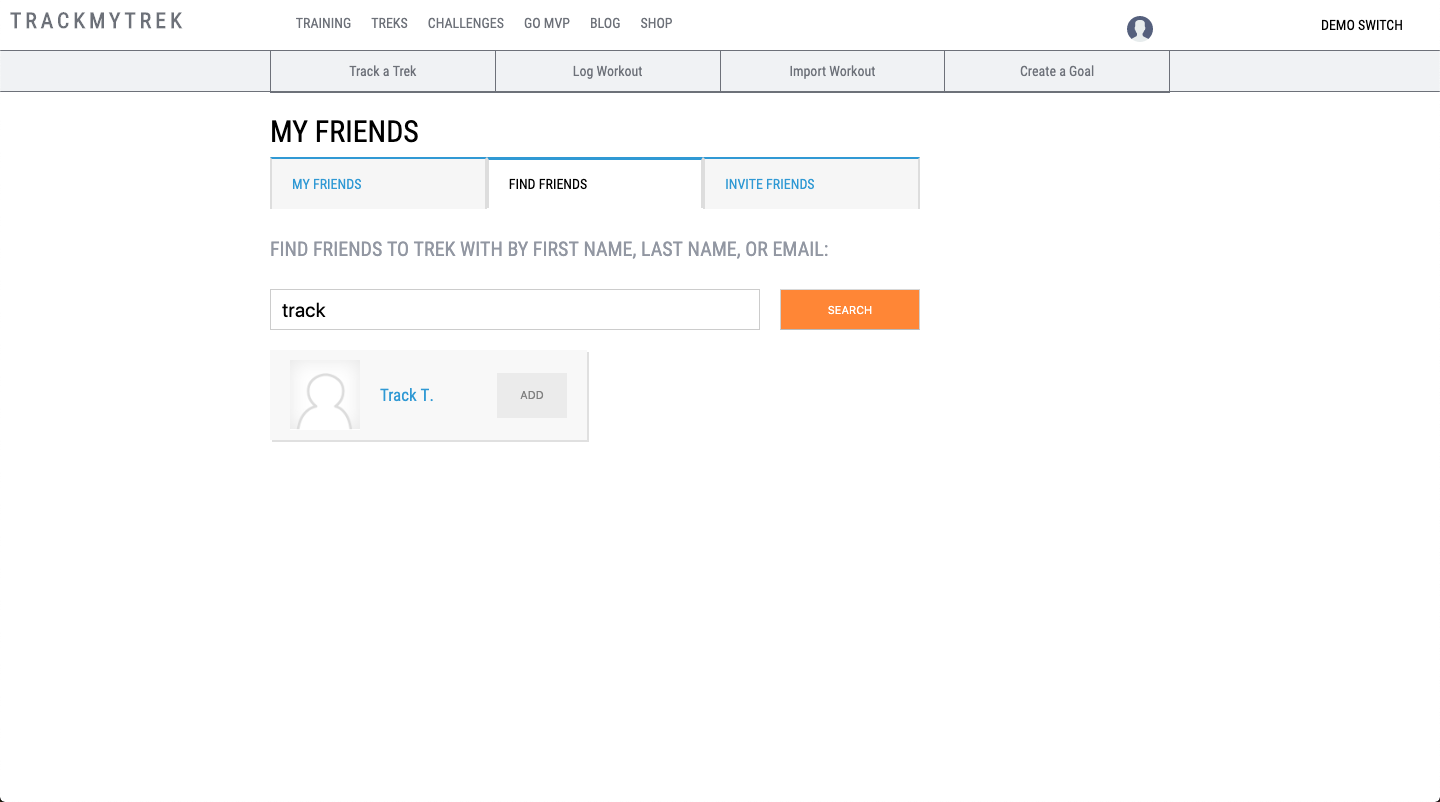 TRACKMYTREK
TRAINING TREKS CHALLENGES GO MVP BLOG SHOP
DEMO SWITCH
Track a Trek Log Workout Import Workout Create a Goal
MY FRIENDS
MY FRIENDS FIND FRIENDS INVITE FRIENDS
FIND FRIENDS TO TREK WITH BY FIRST NAME, LAST NAME, OR EMAIL:
track SEARCH
Track T. ADD